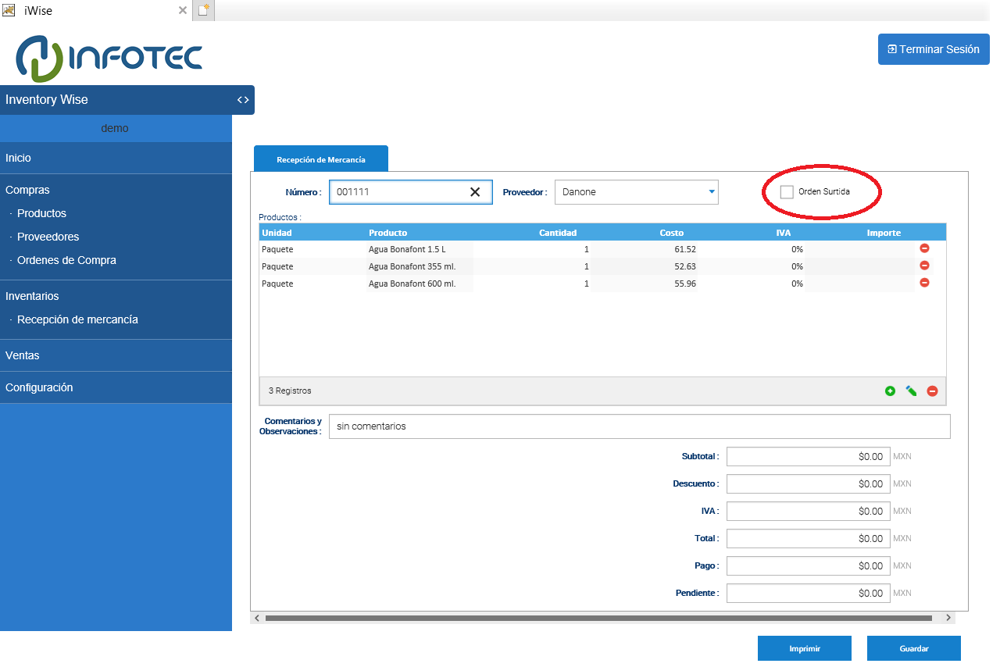 iWise
INFOTEC
Terminar Sesión
Inventory Wise <>
demo
Inicio
Compras
· Productos
· Proveedores
· Ordenes de Compra
Inventarios
· Recepción de mercancía
Ventas
Configuración
Recepción de Mercancía
Número : 001111 Proveedor : Danone Orden Surtida
Productos :
Unidad Producto Cantidad Costo IVA Importe
Paquete Agua Bonafont 1.5 L 1 61.52 0%
Paquete Agua Bonafont 355 ml. 1 52.63 0%
Paquete Agua Bonafont 600 ml. 1 55.96 0%
3 Registros
Comentarios y
Observaciones : sin comentarios
Subtotal : $0.00 MXN
Descuento : $0.00 MXN
IVA : $0.00 MXN
Total : $0.00 MXN
Pago : $0.00 MXN
Pendiente : $0.00 MXN
Imprimir Guardar